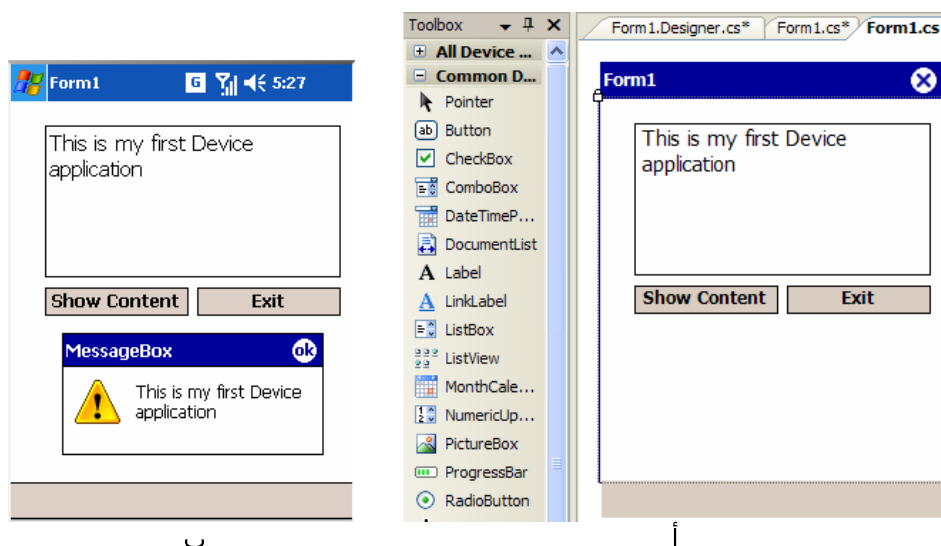 Form1
G
5:27
This is my first Device
application
Show Content
Exit
MessageBox
ok
This is my first Device
application
Toolbox
All Device ...
Common D...
Pointer
ab Button
CheckBox
ComboBox
DateTimeP...
DocumentList
A Label
A LinkLabel
ListBox
ListView
MonthCale...
NumericUp...
PictureBox
ProgressBar
RadioButton
Form1.Designer.cs*
Form1.cs*
Form1.cs
Form1
This is my first Device
application
Show Content
Exit
أ